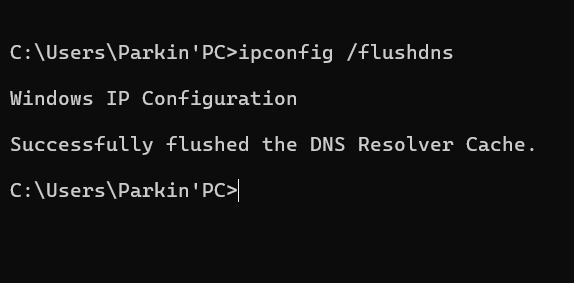 C:\Users\Parkin'PC>ipconfig /flushdns
Windows IP Configuration
Successfully flushed the DNS Resolver Cache.
C:\Users\Parkin'PC>